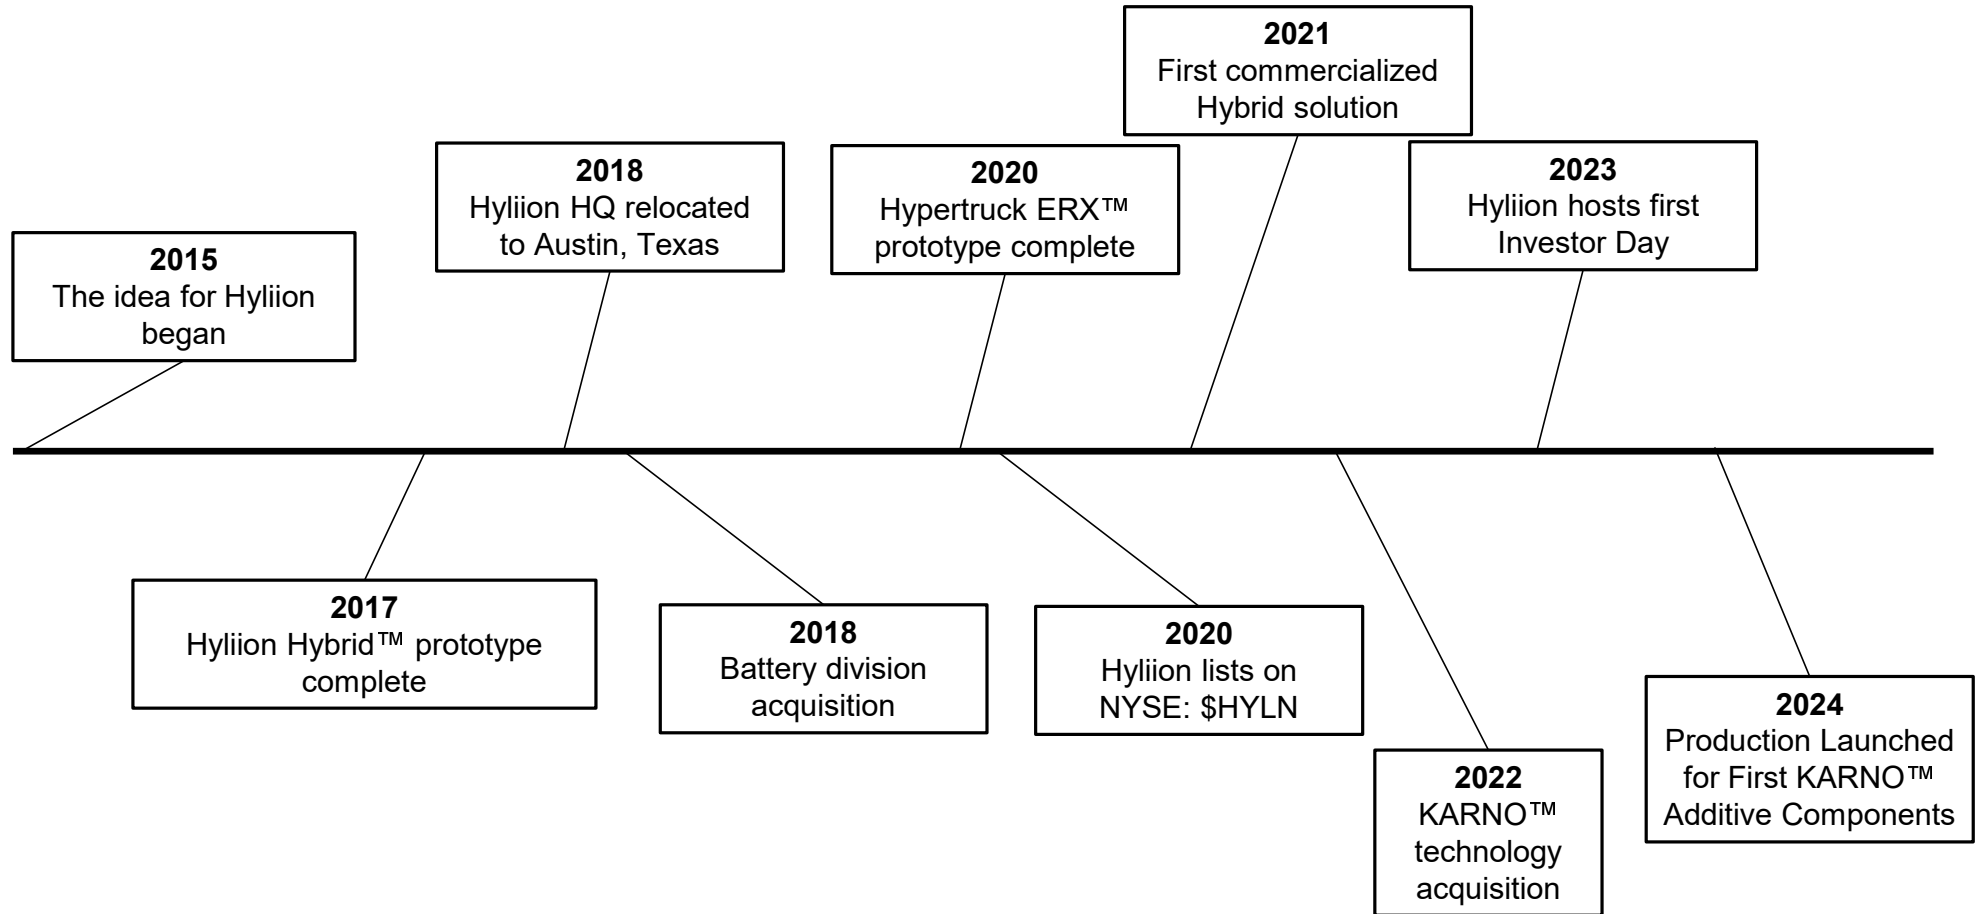 2015
The idea for Hyliion
began
2017
Hyliion Hybrid™ prototype
complete
2018
Hyliion HQ relocated
to Austin, Texas
2018
Battery division
acquisition
2020
Hypertruck ERX™
prototype complete
2020
Hyliion lists on
NYSE: $HYLN
2021
First commercialized
Hybrid solution
2022
KARNO™
technology
acquisition
2023
Hyliion hosts first
Investor Day
2024
Production Launched
for First KARNO™
Additive Components